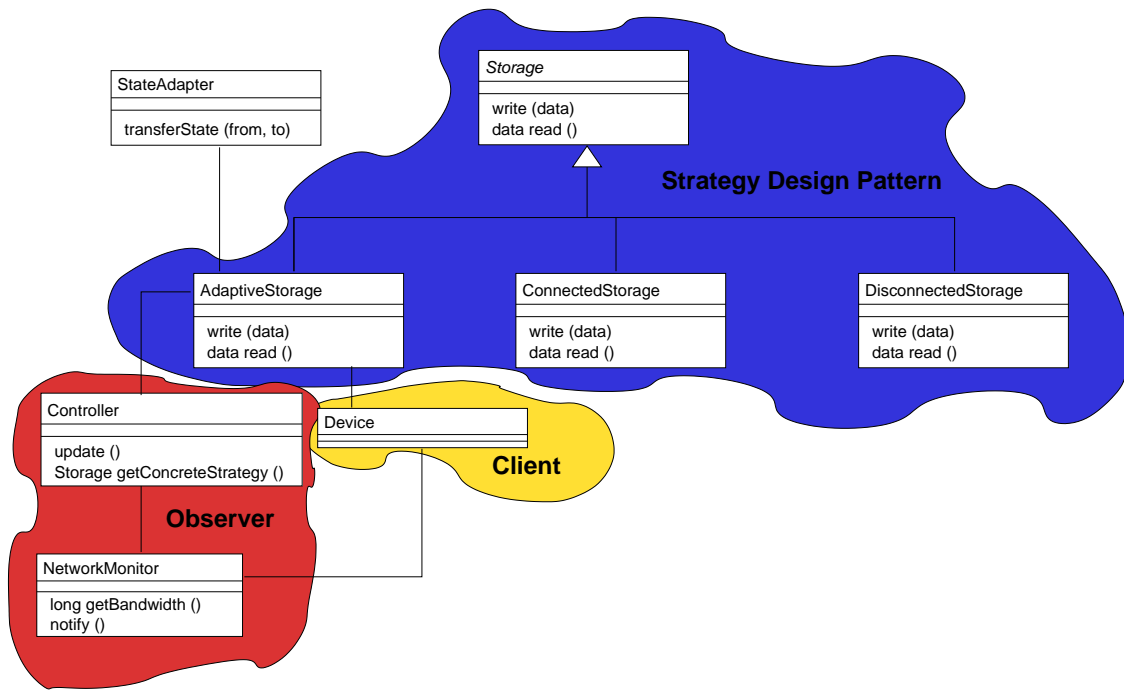 Storage
write (data)
data read ()
StateAdapter
transferState (from, to)
Strategy Design Pattern
AdaptiveStorage
write (data)
data read ()
ConnectedStorage
write (data)
data read ()
DisconnectedStorage
write (data)
data read ()
Controller
update ()
Storage getConcreteStrategy ()
Device
Client
Observer
NetworkMonitor
long getBandwidth ()
notify ()